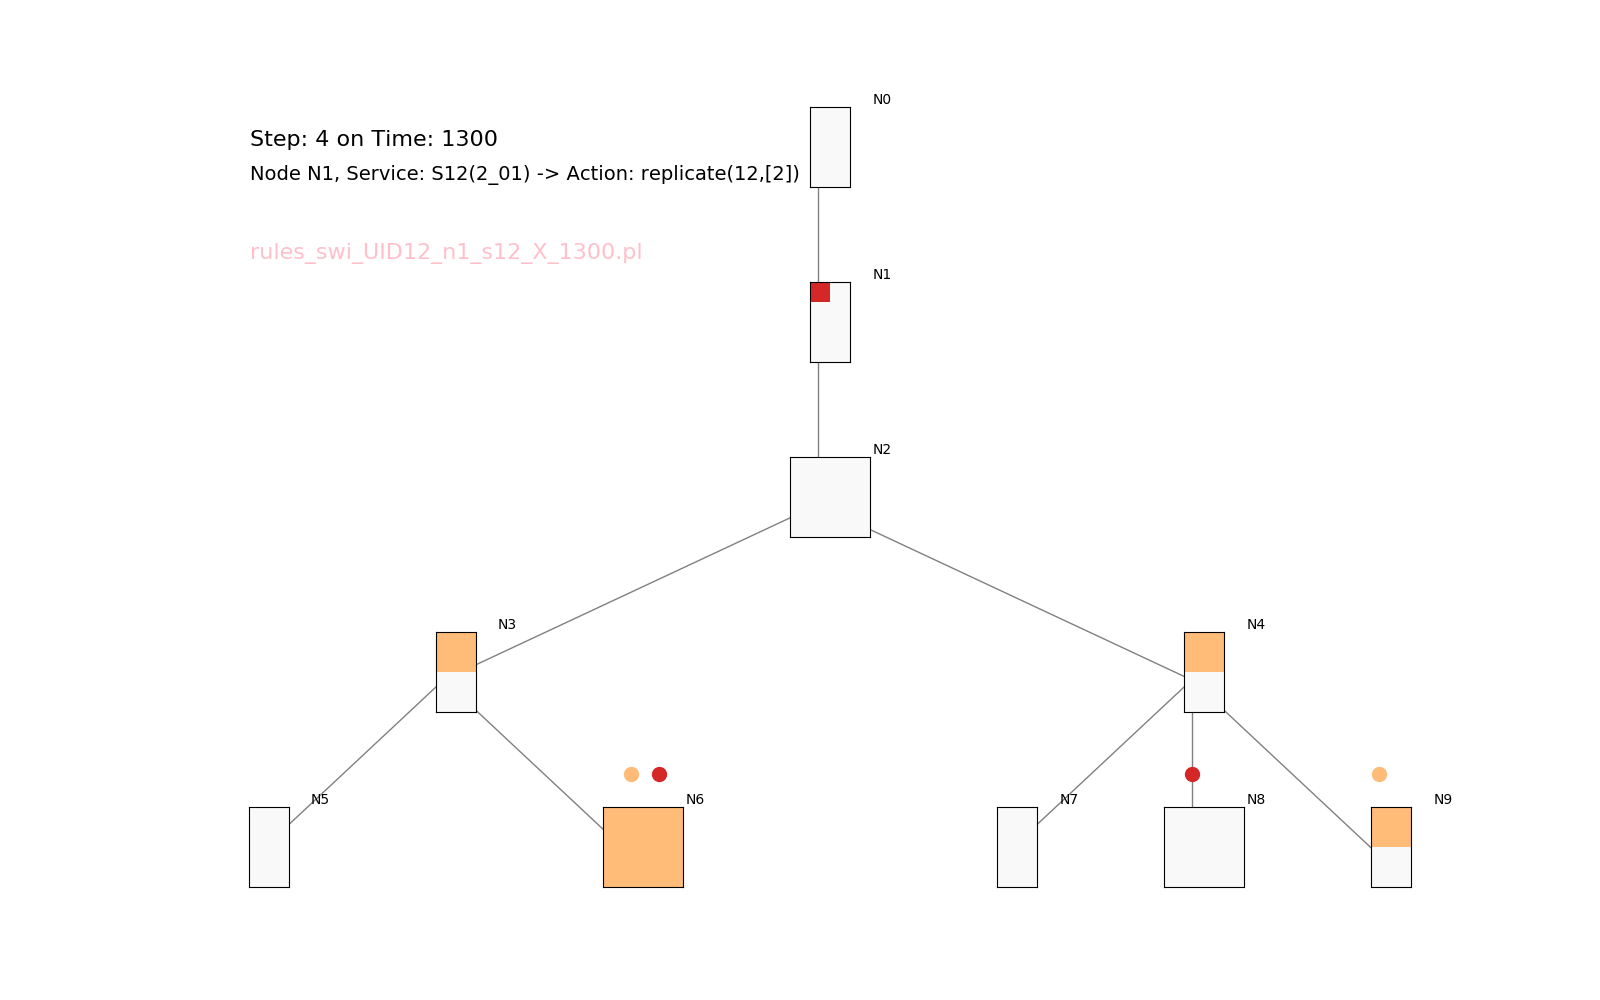 N0
Step: 4 on Time: 1300
Node N1, Service: S12(2_01) -> Action: replicate(12,[2])
rules_swi_UID12_n1_s12_X_1300.pl
N1
N2
N3
N4
N5
N6
N7
N8
N9